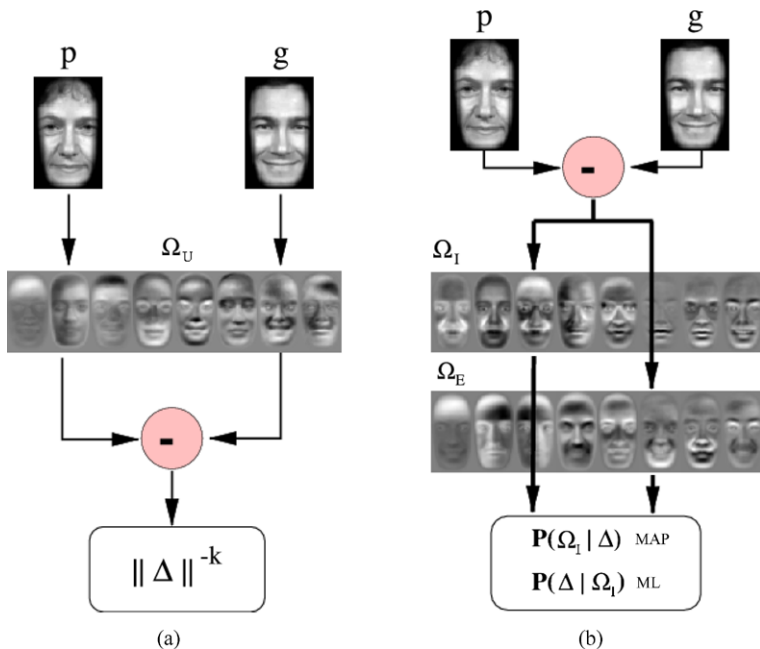 p g
Ω_U
-
‖ Δ ‖^-k
(a)
p g
-
Ω_I
Ω_E
P(Ω_I | Δ) MAP
P(Δ | Ω_I) ML
(b)